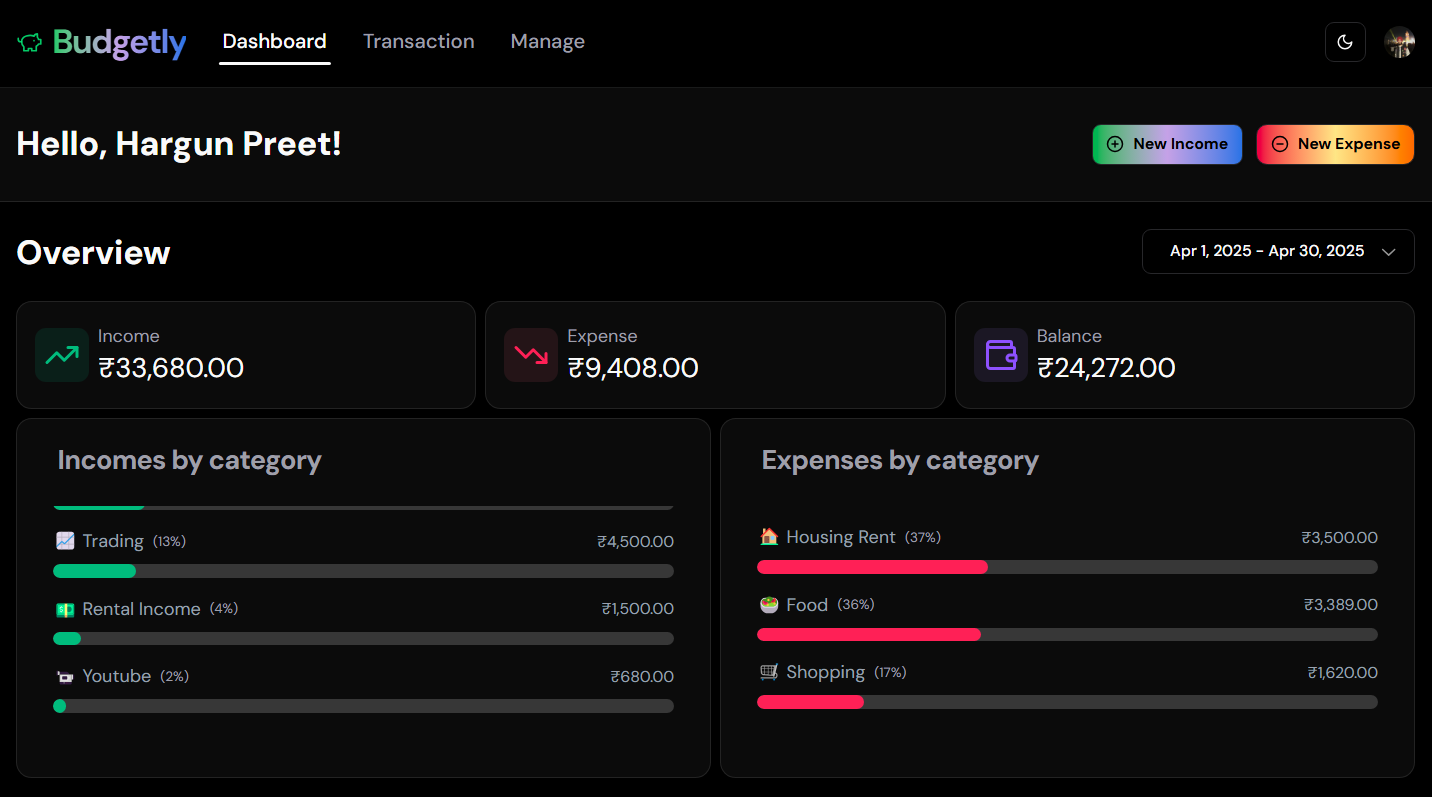 Budgetly Dashboard Transaction Manage
Hello, Hargun Preet!
New Income New Expense
Overview
Apr 1, 2025 - Apr 30, 2025
Income
₹33,680.00
Expense
₹9,408.00
Balance
₹24,272.00
Incomes by category
Trading (13%) ₹4,500.00
Rental Income (4%) ₹1,500.00
Youtube (2%) ₹680.00
Expenses by category
Housing Rent (37%) ₹3,500.00
Food (36%) ₹3,389.00
Shopping (17%) ₹1,620.00